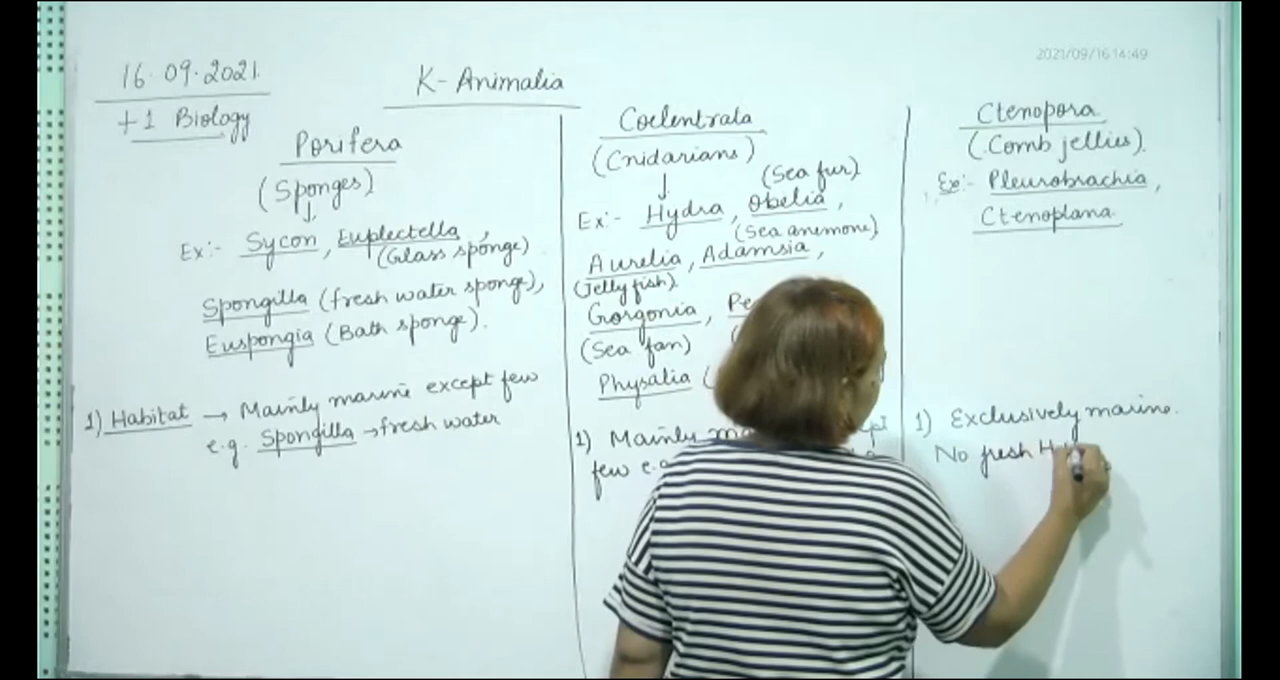 2021/09/16 14:49
16.09.2021.
+1 Biology
K- Animalia
Porifera
(Sponges)
Ex:- Sycon, Euplectella,
(Glass sponge)
Spongilla (fresh water sponge),
Euspongia (Bath sponge).
1) Habitat → Mainly marine except few
e.g. Spongilla → fresh water
Coelentrata
(Cnidarians)
(Sea fur)
Ex:- Hydra, Obelia,
(Sea anemone)
Aurelia, Adamsia,
(Jelly fish)
Gorgonia,
(Sea fan)
Physalia
1) Mainly
few
Ctenopora
(Comb jellies).
Ex:- Pleurobrachia,
Ctenoplana.
1) Exclusively marine.
No fresh